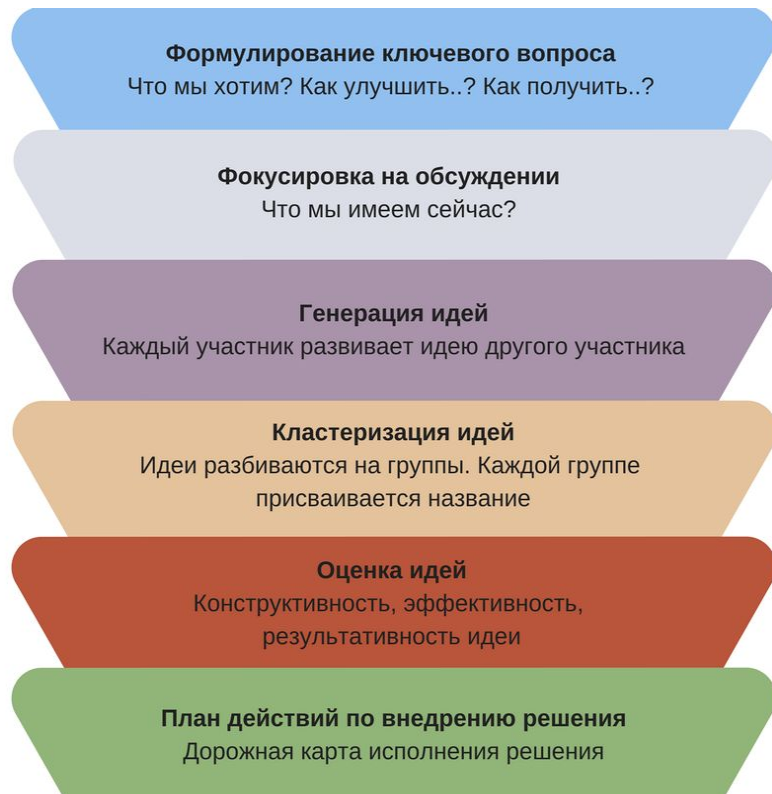 Формулирование ключевого вопроса
Что мы хотим? Как улучшить..? Как получить..?
Фокусировка на обсуждении
Что мы имеем сейчас?
Генерация идей
Каждый участник развивает идею другого участника
Кластеризация идей
Идеи разбиваются на группы. Каждой группе
присваивается название
Оценка идей
Конструктивность, эффективность,
результативность идеи
План действий по внедрению решения
Дорожная карта исполнения решения